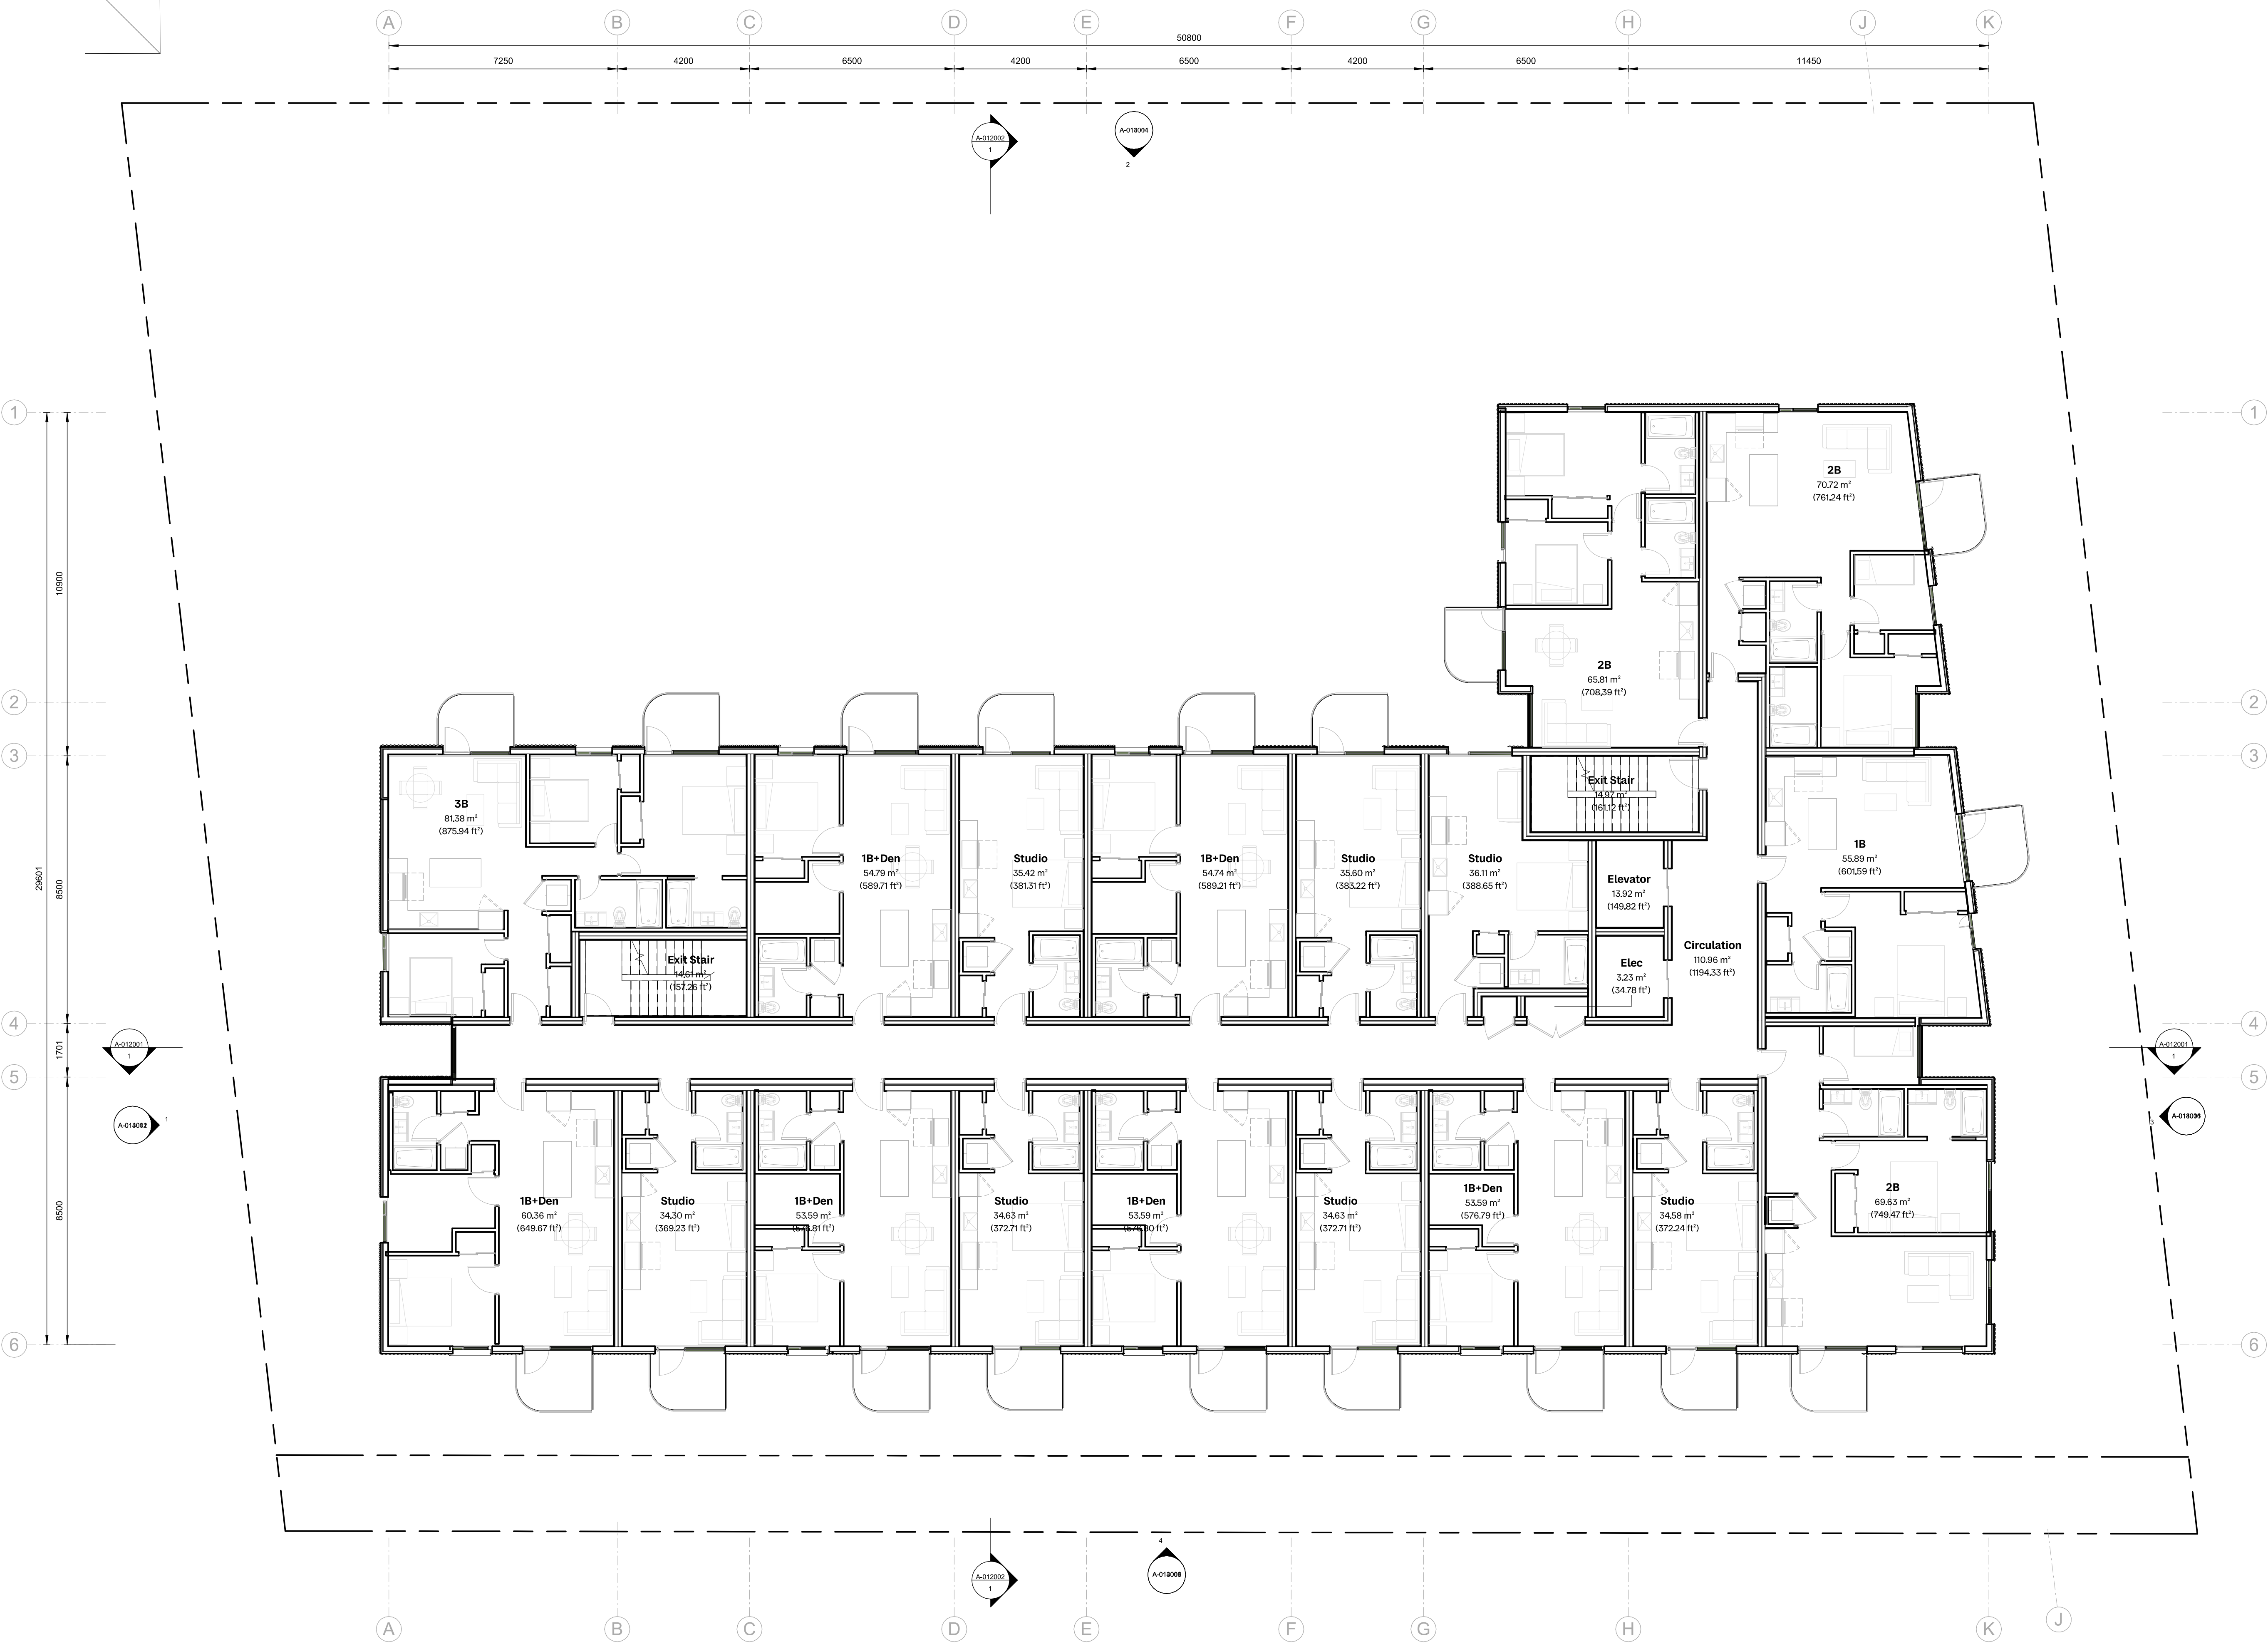 A B C D E F G H J K
50800
7250 4200 6500 4200 6500 4200 6500 11450
A-012002
1
2
1 1
2B
70.72 m²
(761.24 ft²)
10900
2B
65.81 m²
(708.39 ft²)
2 2
3 3
Exit Stair
14.97 m²
(161.12 ft²)
3B
81.38 m²
(875.94 ft²)
1B+Den
54.79 m²
(589.71 ft²)
Studio
35.42 m²
(381.31 ft²)
1B+Den
54.74 m²
(589.21 ft²)
Studio
35.60 m²
(383.22 ft²)
Studio
36.11 m²
(388.65 ft²)
1B
55.89 m²
(601.59 ft²)
Elevator
13.92 m²
(149.82 ft²)
29601
8500
Exit Stair
14.61 m²
(157.26 ft²)
Elec
3.23 m²
(34.78 ft²)
Circulation
110.96 m²
(1194.33 ft²)
4 4
1701
A-012001
1
A-012001
1
5 5
1
3
8500
1B+Den
60.36 m²
(649.67 ft²)
Studio
34.30 m²
(369.23 ft²)
1B+Den
53.59 m²
Studio
34.63 m²
(372.71 ft²)
1B+Den
53.59 m²
Studio
34.63 m²
(372.71 ft²)
1B+Den
53.59 m²
(576.79 ft²)
Studio
34.58 m²
(372.24 ft²)
2B
69.63 m²
(749.47 ft²)
6 6
4
A-012002
1
A B C D E F G H J K